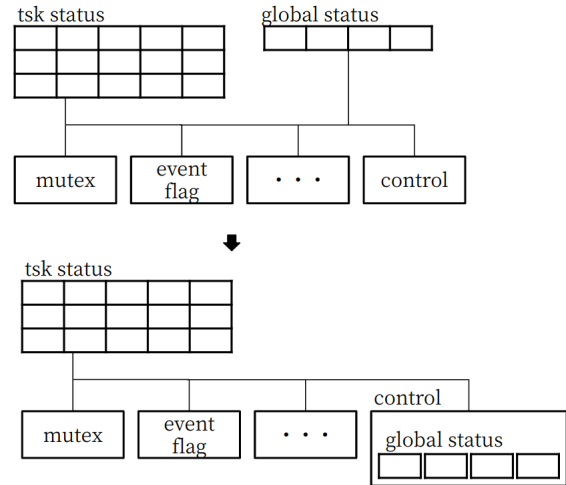 tsk status
global status
mutex
event
flag
・・・
control
tsk status
mutex
event
flag
・・・
control
global status